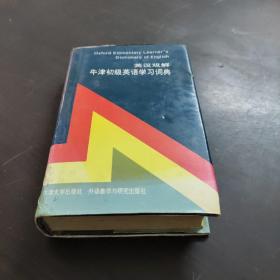 Oxford Elementary Learner's
Dictionary of English
英汉双解
牛津初级英语学习词典
牛津大学出版社 外语教学与研究出版社